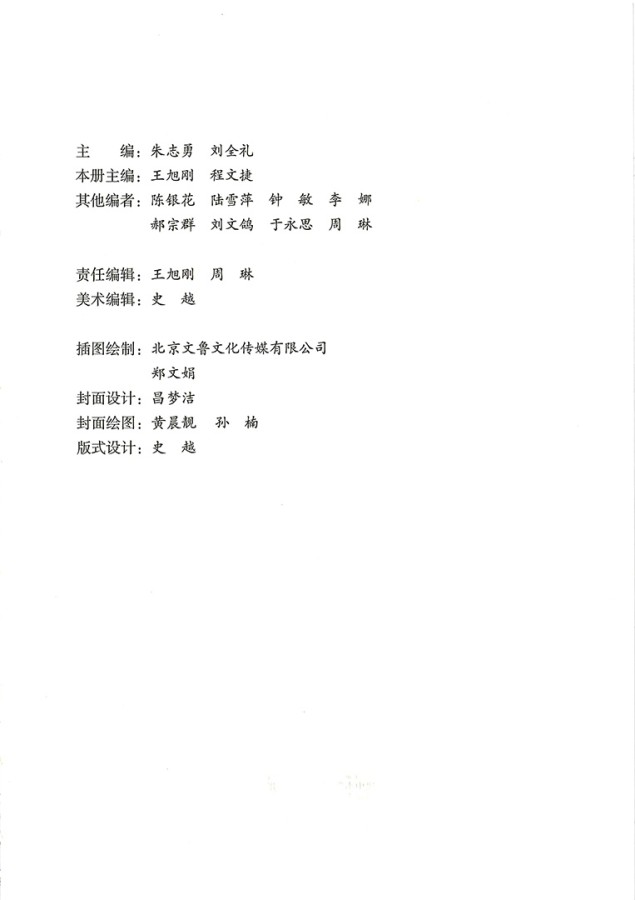 主　　编：朱志勇　刘全礼
本册主编：王旭刚　程文捷
其他编者：陈银花　陆雪萍　钟　敏　李　娜
郝宗群　刘文鸽　于永思　周　琳
责任编辑：王旭刚　周　琳
美术编辑：史　越
插图绘制：北京文鲁文化传媒有限公司
郑文娟
封面设计：昌梦洁
封面绘图：黄晨靓　孙　楠
版式设计：史　越